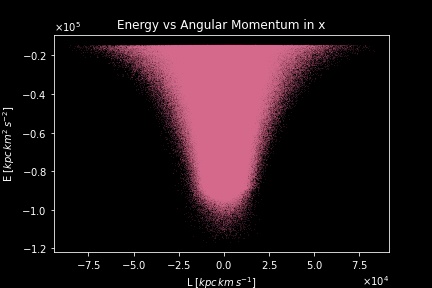 Energy vs Angular Momentum in x
×10⁵
−0.2
−0.4
−0.6
−0.8
−1.0
−1.2
E [kpc km² s⁻²]
−7.5 −5.0 −2.5 0.0 2.5 5.0 7.5
×10⁴
L [kpc km s⁻¹]